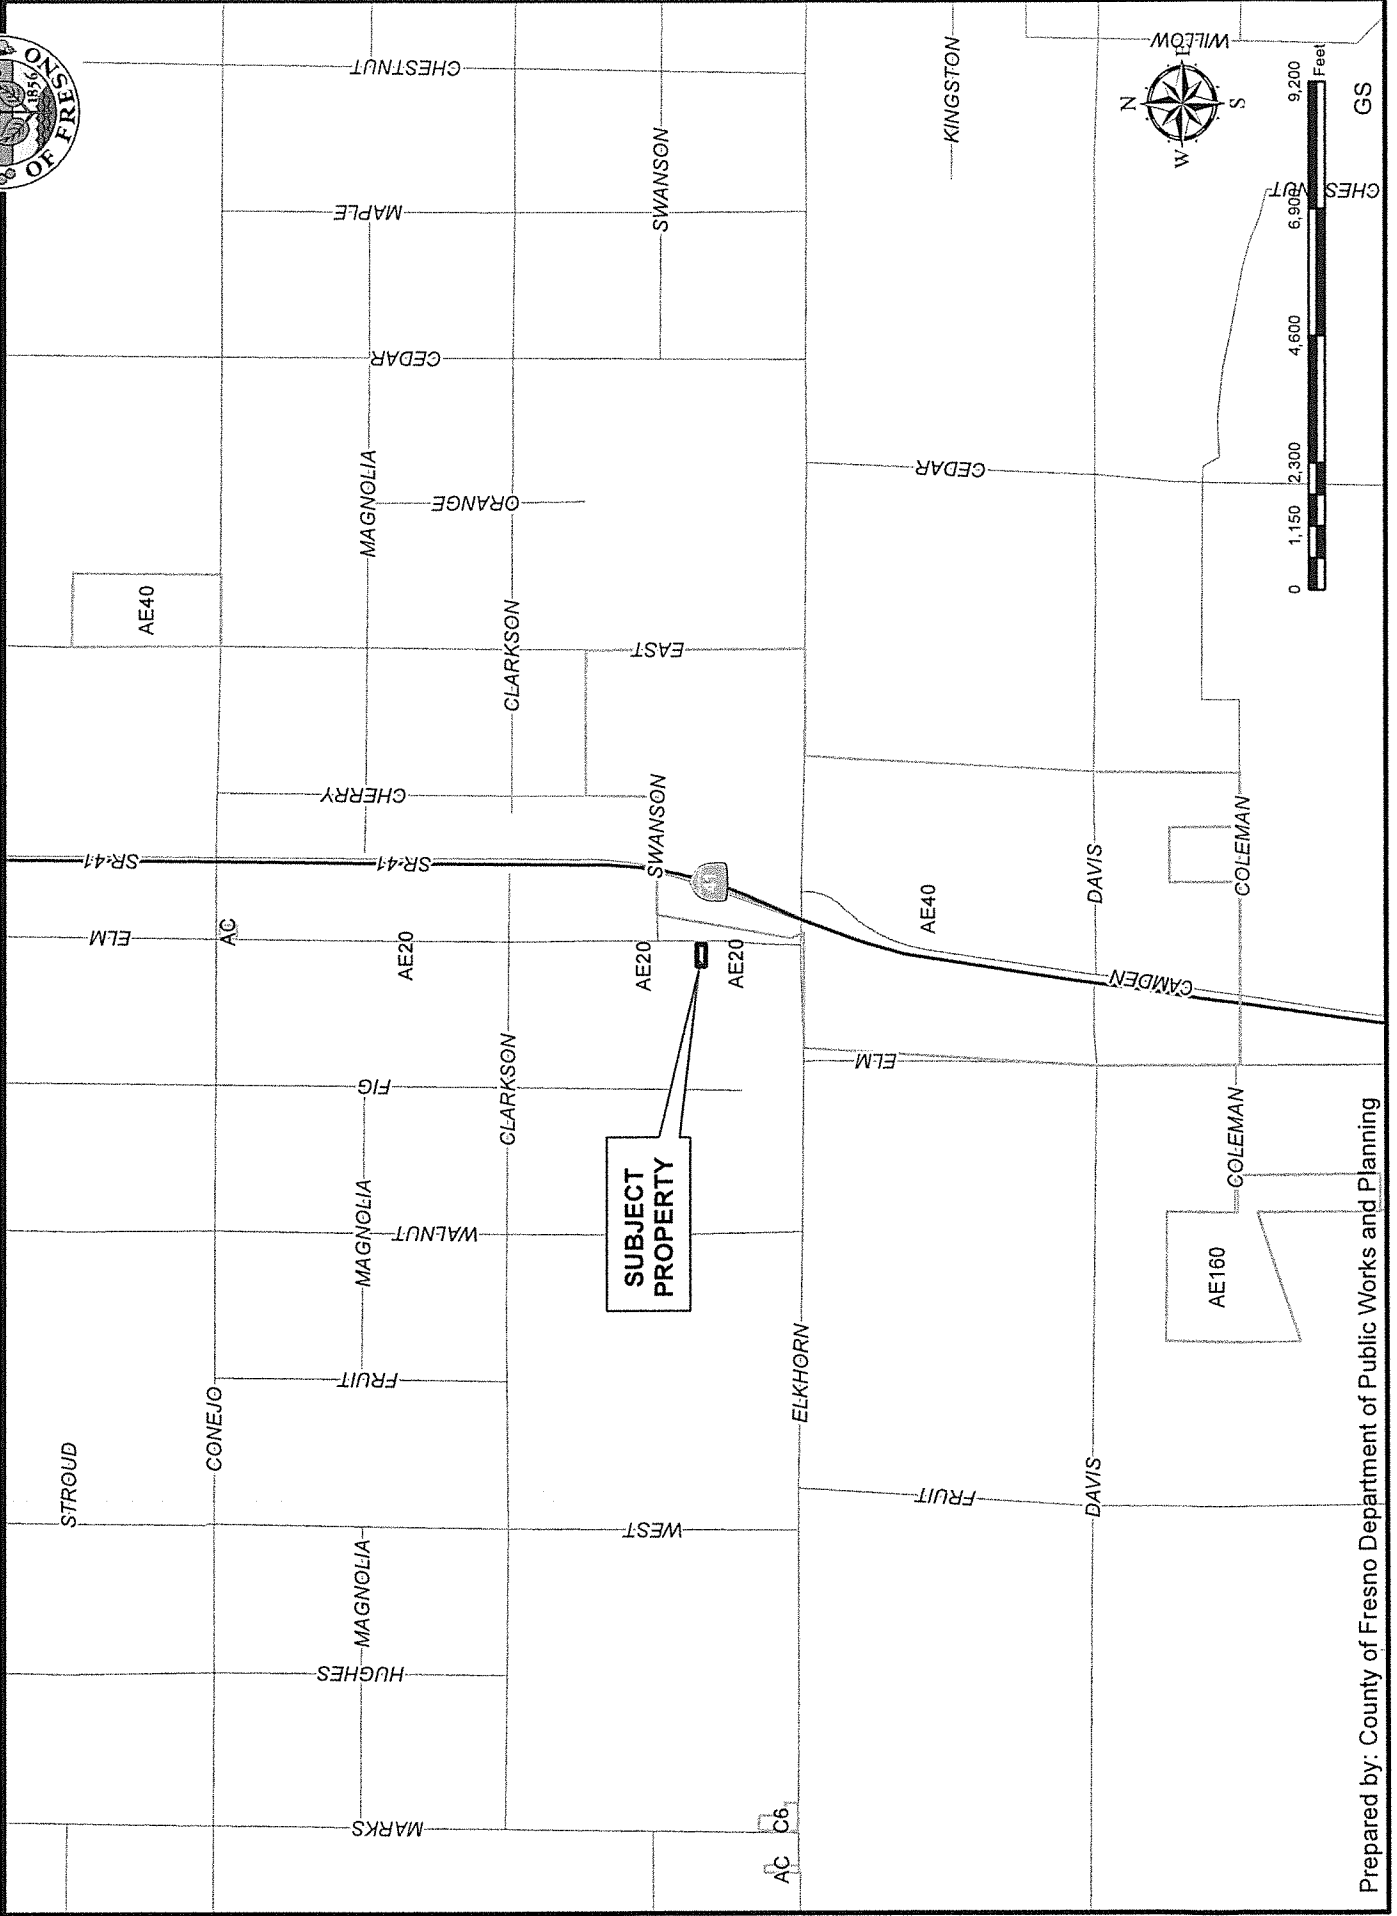 OF FRESNO
1856
STROUD
ELM
SR-41
AE40
CONEJO
AC
MAGNOLIA
MAGNOLIA
MAGNOLIA
MARKS
HUGHES
FRUIT
WALNUT
FIG
AE20
SR-41
CHERRY
ORANGE
CEDAR
MAPLE
CHESTNUT
CLARKSON
CLARKSON
WEST
SUBJECT
PROPERTY
AE20
SWANSON
EAST
SWANSON
41
AE20
AC
C6
ELKHORN
ELM
FRUIT
AE40
CEDAR
KINGSTON
DAVIS
DAVIS
CAMDEN
WILLOW
AE160
COLEMAN
COLEMAN
N
W
E
S
0
1,150
2,300
4,600
6,900
9,200
Feet
CHESTNUT
GS
Prepared by: County of Fresno Department of Public Works and Planning